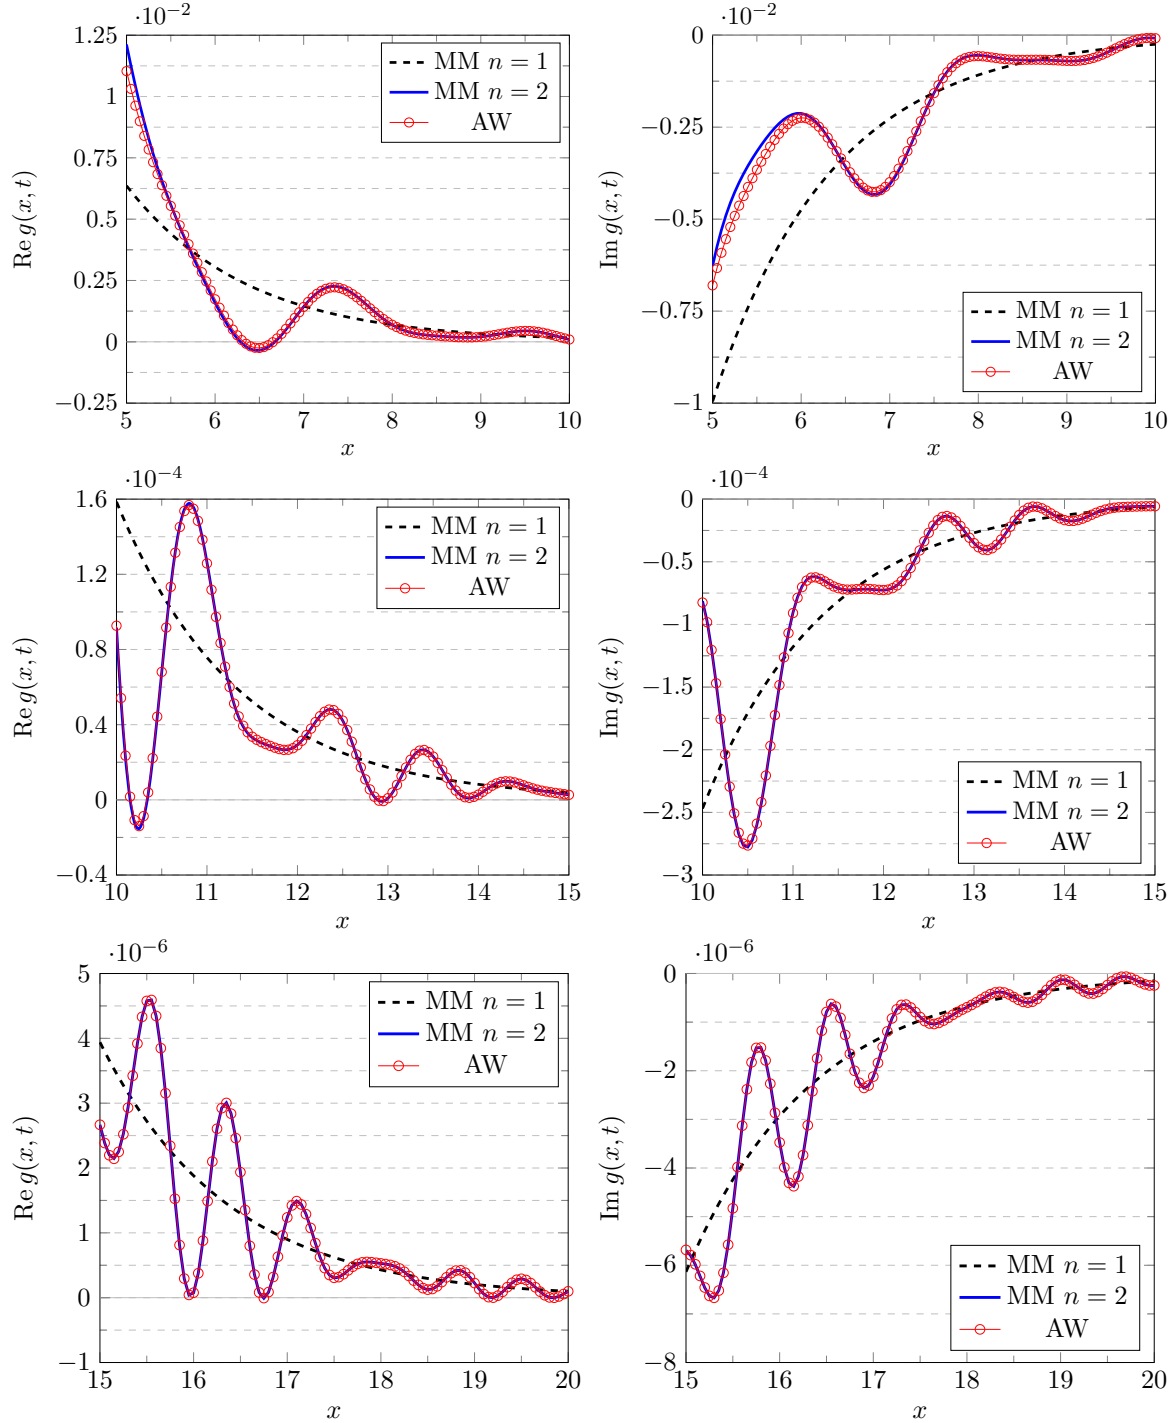 ·10⁻²
1.25
1
0.75
0.5
0.25
0
−0.25
Re g(x, t)
5 6 7 8 9 10
x
MM n = 1
MM n = 2
AW
·10⁻²
0
−0.25
−0.5
−0.75
−1
Im g(x, t)
5 6 7 8 9 10
x
MM n = 1
MM n = 2
AW
·10⁻⁴
1.6
1.2
0.8
0.4
0
−0.4
Re g(x, t)
10 11 12 13 14 15
x
MM n = 1
MM n = 2
AW
·10⁻⁴
0
−0.5
−1
−1.5
−2
−2.5
−3
Im g(x, t)
10 11 12 13 14 15
x
MM n = 1
MM n = 2
AW
·10⁻⁶
5
4
3
2
1
0
−1
Re g(x, t)
15 16 17 18 19 20
x
MM n = 1
MM n = 2
AW
·10⁻⁶
0
−2
−4
−6
−8
Im g(x, t)
15 16 17 18 19 20
x
MM n = 1
MM n = 2
AW